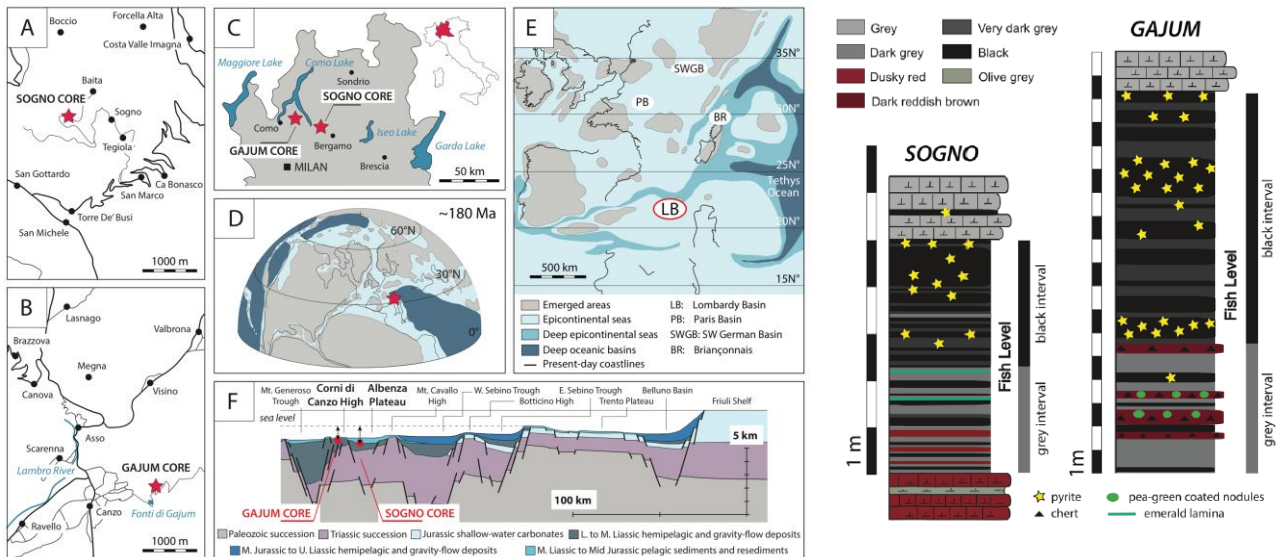 A
Boccio
Forcella Alta
Costa Valle Imagna
Baita
SOGNO CORE
Sogno
Tegiola
San Gottardo
Ca Bonasco
San Marco
Torre De' Busi
San Michele
1000 m
B
Lasnago
Valbrona
Brazzova
Megna
Canova
Visino
Asso
Scarenna
Lambro River
GAJUM CORE
Canzo
Fonti di Gajum
Ravello
1000 m
C
Maggiore Lake
Como Lake
Sondrio
SOGNO CORE
Como
Bergamo
Iseo Lake
GAJUM CORE
Garda Lake
MILAN
Brescia
50 km
D
~180 Ma
60°N
30°N
0°
E
35N°
SWGB
PB
30N°
BR
25N°
Tethys
Ocean
LB
20N°
500 km
15N°
Emerged areas
Epicontinental seas
Deep epicontinental seas
Deep oceanic basins
Present-day coastlines
LB: Lombardy Basin
PB: Paris Basin
SWGB: SW German Basin
BR: Briançonnais
F
Mt. Generoso
Trough
Corni di
Canzo High
Albenza
Plateau
Mt. Cavallo
High
W. Sebino Trough
Botticino High
E. Sebino Trough
Trento Plateau
Belluno Basin
Friuli Shelf
sea level
5 km
100 km
GAJUM CORE
SOGNO CORE
Paleozoic succession
Triassic succession
Jurassic shallow-water carbonates
L. to M. Liassic hemipelagic and gravity-flow deposits
M. Jurassic to U. Liassic hemipelagic and gravity-flow deposits
M. Liassic to Mid Jurassic pelagic sediments and resediments
Grey
Dark grey
Dusky red
Dark reddish brown
Very dark grey
Black
Olive grey
SOGNO
1 m
Fish Level
black interval
grey interval
GAJUM
1m
Fish Level
black interval
grey interval
pyrite
chert
pea-green coated nodules
emerald lamina